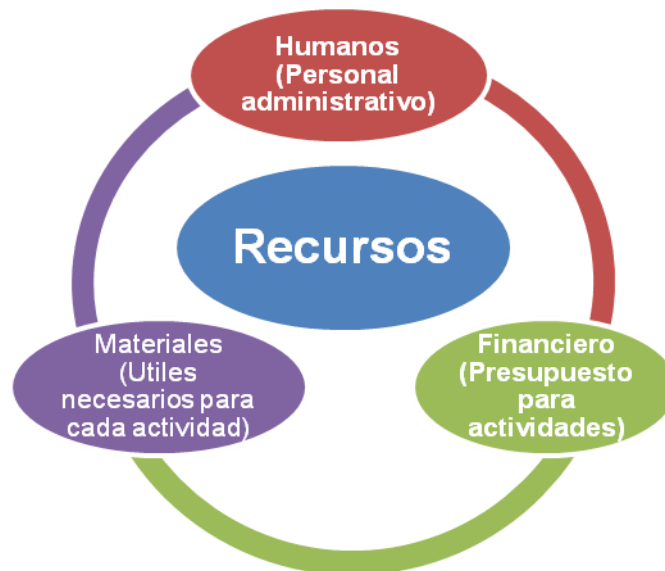 Humanos
(Personal
administrativo)
Recursos
Materiales
(Utiles
necesarios para
cada actividad)
Financiero
(Presupuesto
para
actividades)